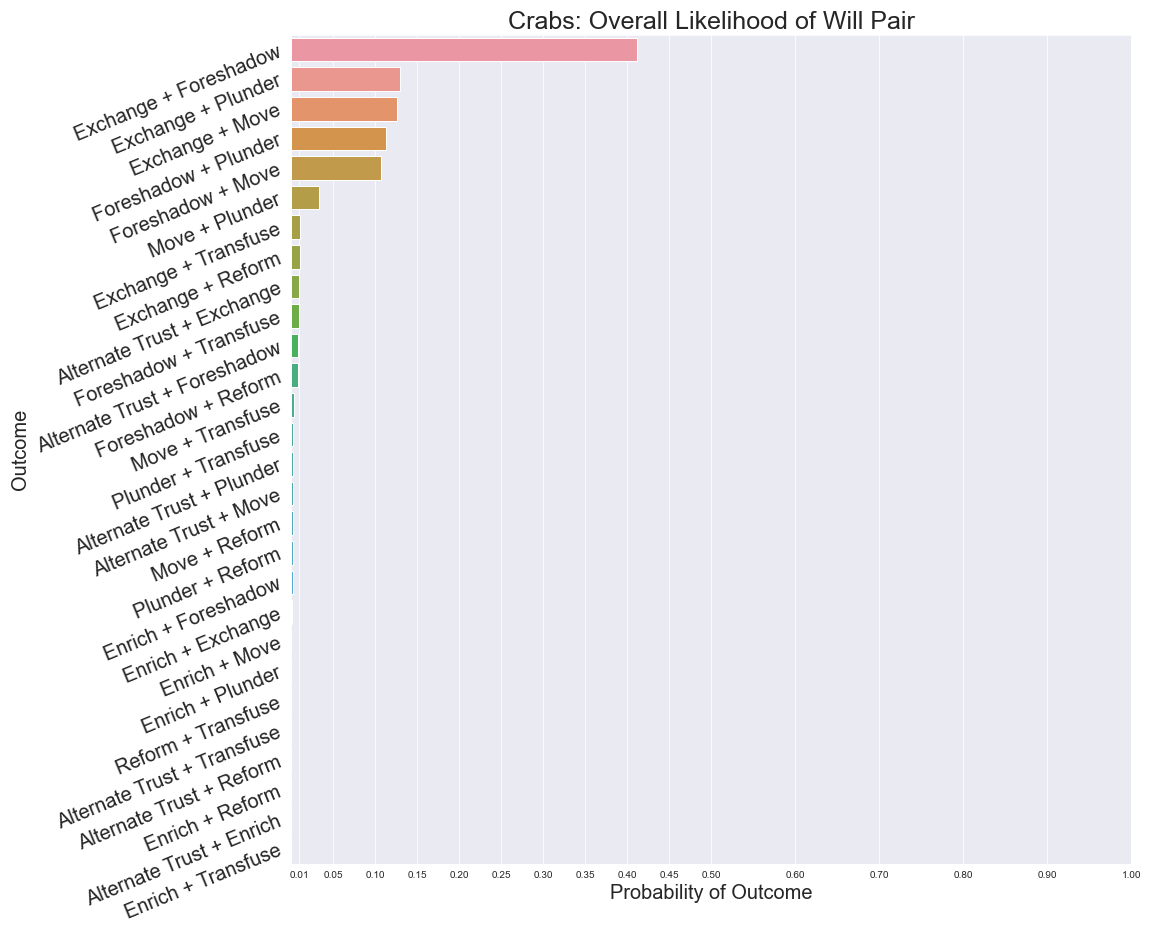 Crabs: Overall Likelihood of Will Pair
Exchange + Foreshadow
Exchange + Plunder
Exchange + Move
Foreshadow + Plunder
Foreshadow + Move
Move + Plunder
Exchange + Transfuse
Exchange + Reform
Alternate Trust + Exchange
Foreshadow + Transfuse
Alternate Trust + Foreshadow
Foreshadow + Reform
Move + Transfuse
Plunder + Transfuse
Alternate Trust + Plunder
Alternate Trust + Move
Move + Reform
Plunder + Reform
Enrich + Foreshadow
Enrich + Exchange
Enrich + Move
Enrich + Plunder
Reform + Transfuse
Alternate Trust + Transfuse
Alternate Trust + Reform
Enrich + Reform
Alternate Trust + Enrich
Enrich + Transfuse
Outcome
0.01 0.05 0.10 0.15 0.20 0.25 0.30 0.35 0.40 0.45 0.50 0.60 0.70 0.80 0.90 1.00
Probability of Outcome